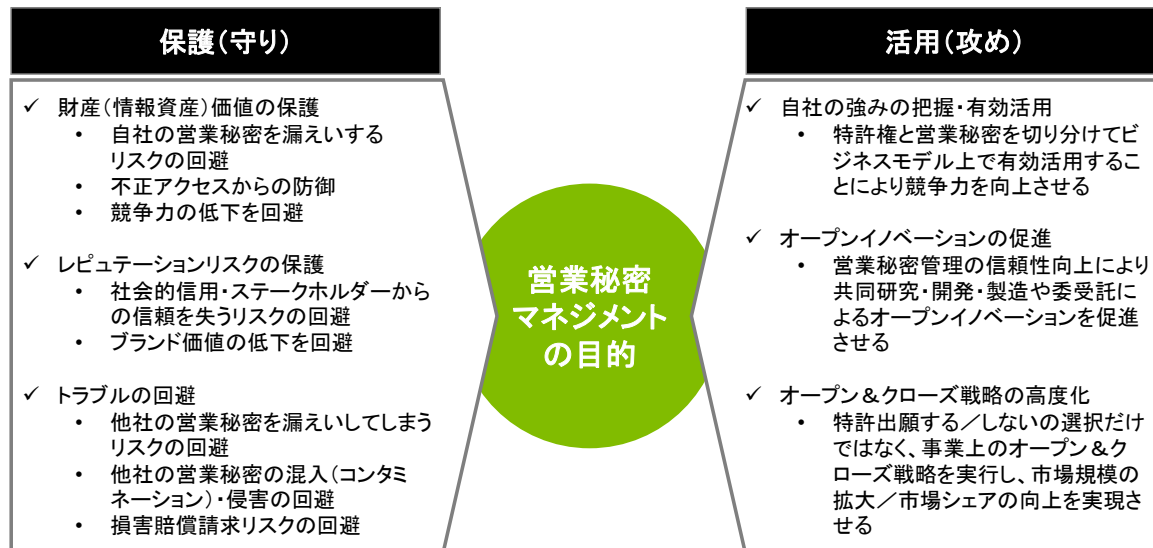 保護(守り)
✓ 財産(情報資産)価値の保護
• 自社の営業秘密を漏えいする
リスクの回避
• 不正アクセスからの防御
• 競争力の低下を回避
✓ レピュテーションリスクの保護
• 社会的信用・ステークホルダーから
の信頼を失うリスクの回避
• ブランド価値の低下を回避
✓ トラブルの回避
• 他社の営業秘密を漏えいしてしまう
リスクの回避
• 他社の営業秘密の混入(コンタミ
ネーション)・侵害の回避
• 損害賠償請求リスクの回避
営業秘密
マネジメント
の目的
活用(攻め)
✓ 自社の強みの把握・有効活用
• 特許権と営業秘密を切り分けてビ
ジネスモデル上で有効活用するこ
とにより競争力を向上させる
✓ オープンイノベーションの促進
• 営業秘密管理の信頼性向上により
共同研究・開発・製造や委受託に
よるオープンイノベーションを促進
させる
✓ オープン&クローズ戦略の高度化
• 特許出願する/しないの選択だけ
ではなく、事業上のオープン&ク
ローズ戦略を実行し、市場規模の
拡大/市場シェアの向上を実現さ
せる